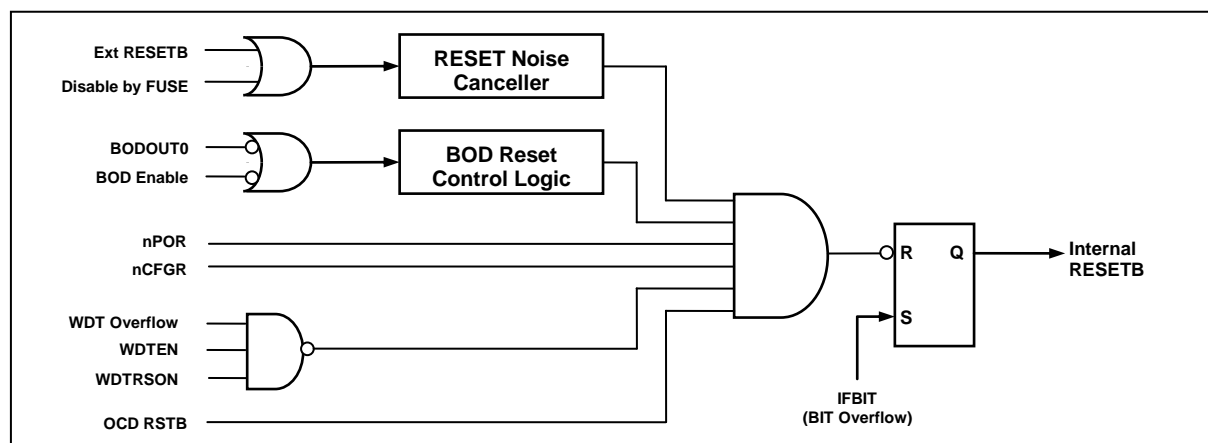 Ext RESETB
Disable by FUSE
RESET Noise
Canceller
BODOUT0
BOD Enable
BOD Reset
Control Logic
nPOR
nCFGR
R
Q
Internal
RESETB
S
WDT Overflow
WDTEN
WDTRSON
IFBIT
(BIT Overflow)
OCD RSTB